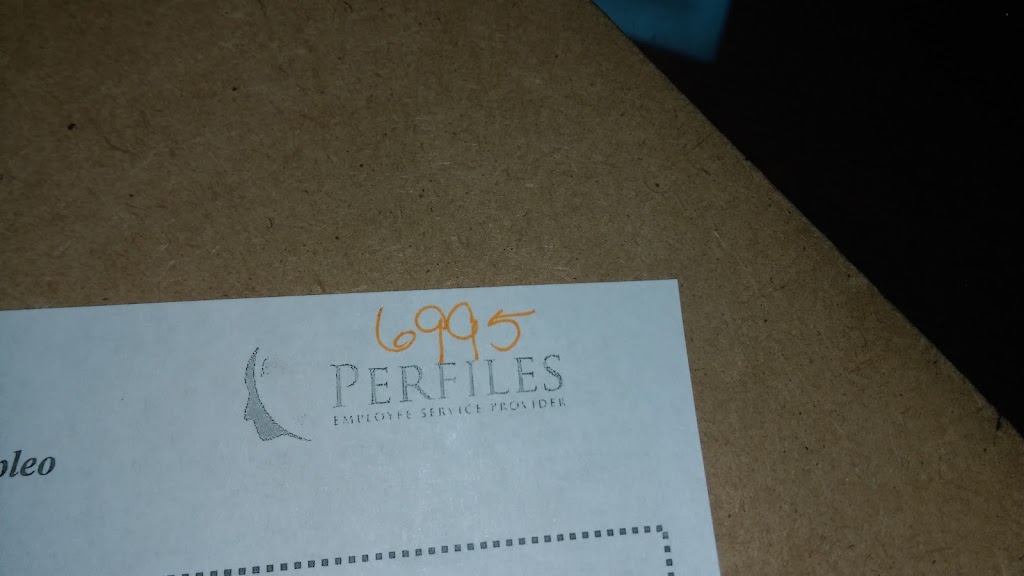 6995
PERFILES
EMPLOYEE SERVICE PROVIDER
pleo